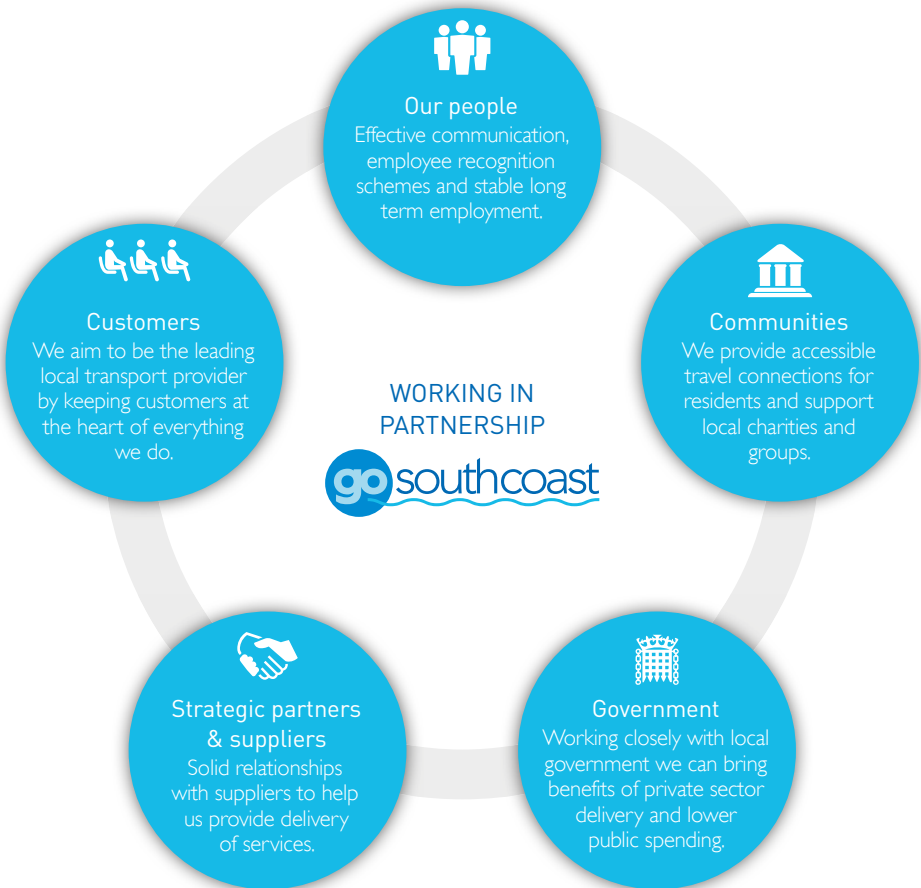 Our people
Effective communication,
employee recognition
schemes and stable long
term employment.
Customers
We aim to be the leading
local transport provider
by keeping customers at
the heart of everything
we do.
Communities
We provide accessible
travel connections for
residents and support
local charities and
groups.
WORKING IN
PARTNERSHIP
go southcoast
Strategic partners
& suppliers
Solid relationships
with suppliers to help
us provide delivery
of services.
Government
Working closely with local
government we can bring
benefits of private sector
delivery and lower
public spending.